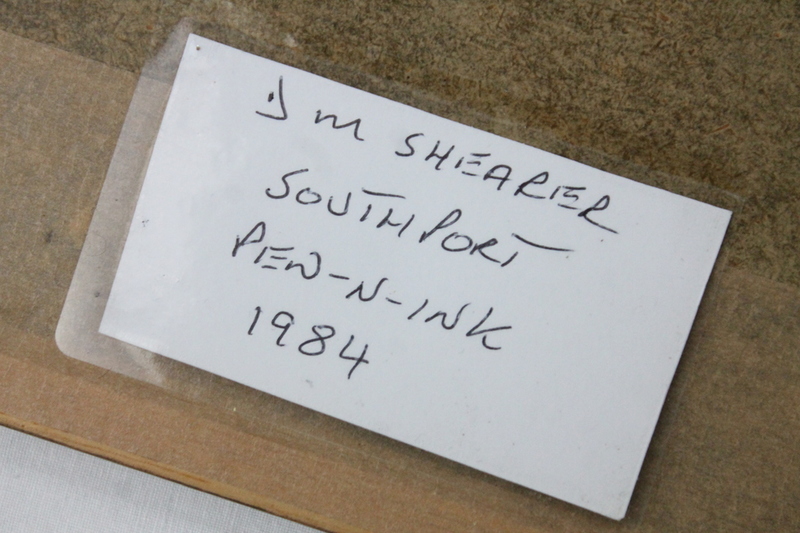 D M SHEARER
SOUTHPORT
PEN-N-INK
1984